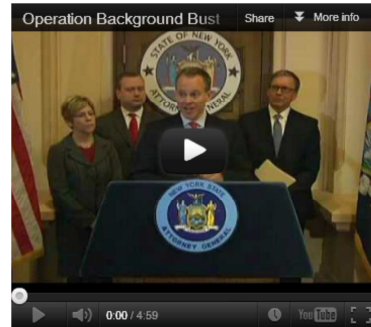 Operation Background Bust Share More info
STATE OF NEW YORK
ATTORNEY GENERAL
NEW YORK STATE
ATTORNEY GENERAL
0:00 / 4:59
YouTube